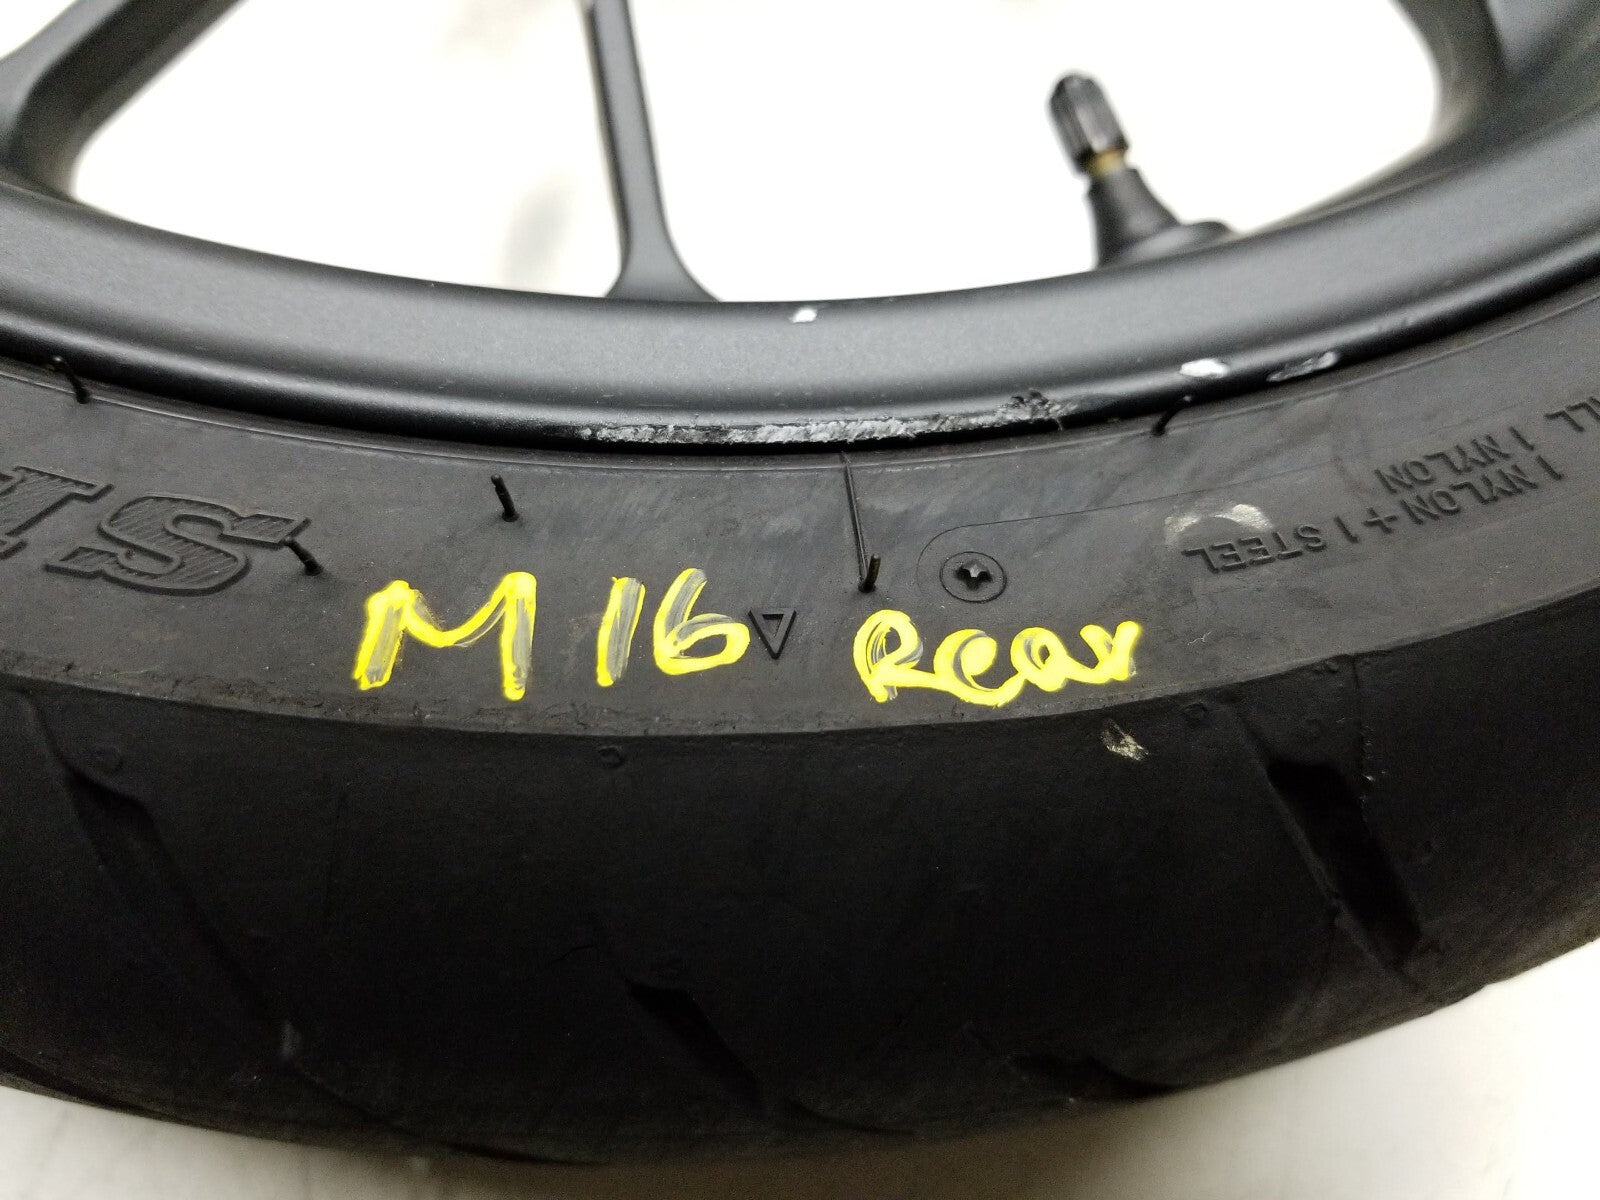 M16 Rear
1 NYLON + 1 STEEL
1 NYLON